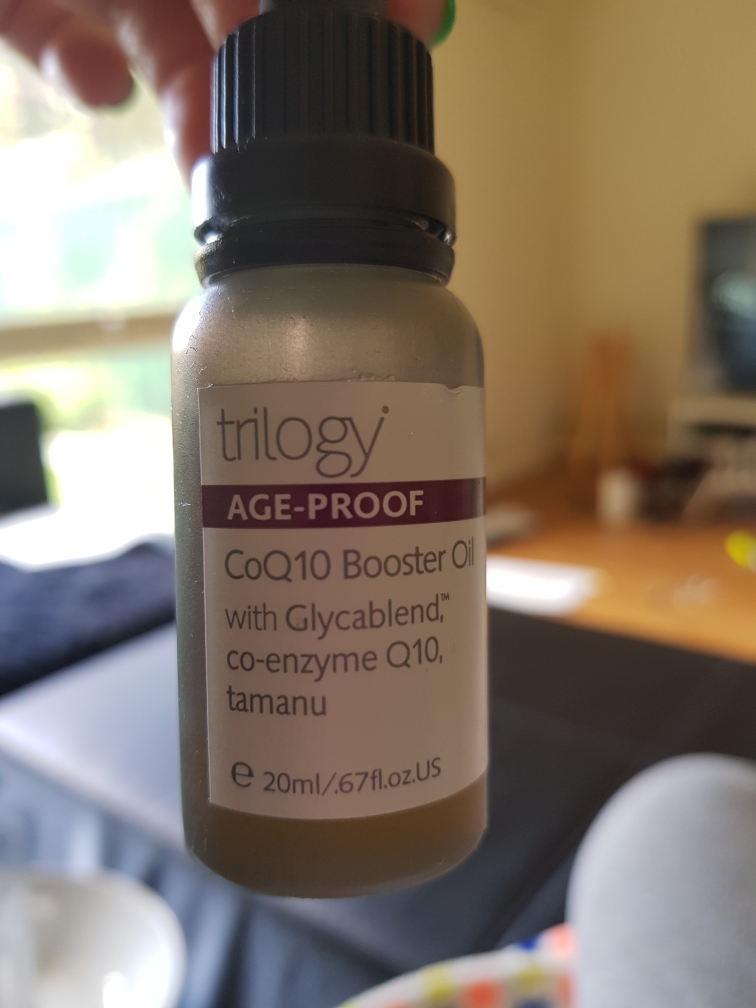 trilogy
AGE-PROOF
CoQ10 Booster Oil
with Glycablend,™
co-enzyme Q10,
tamanu
℮ 20ml/.67fl.oz.US